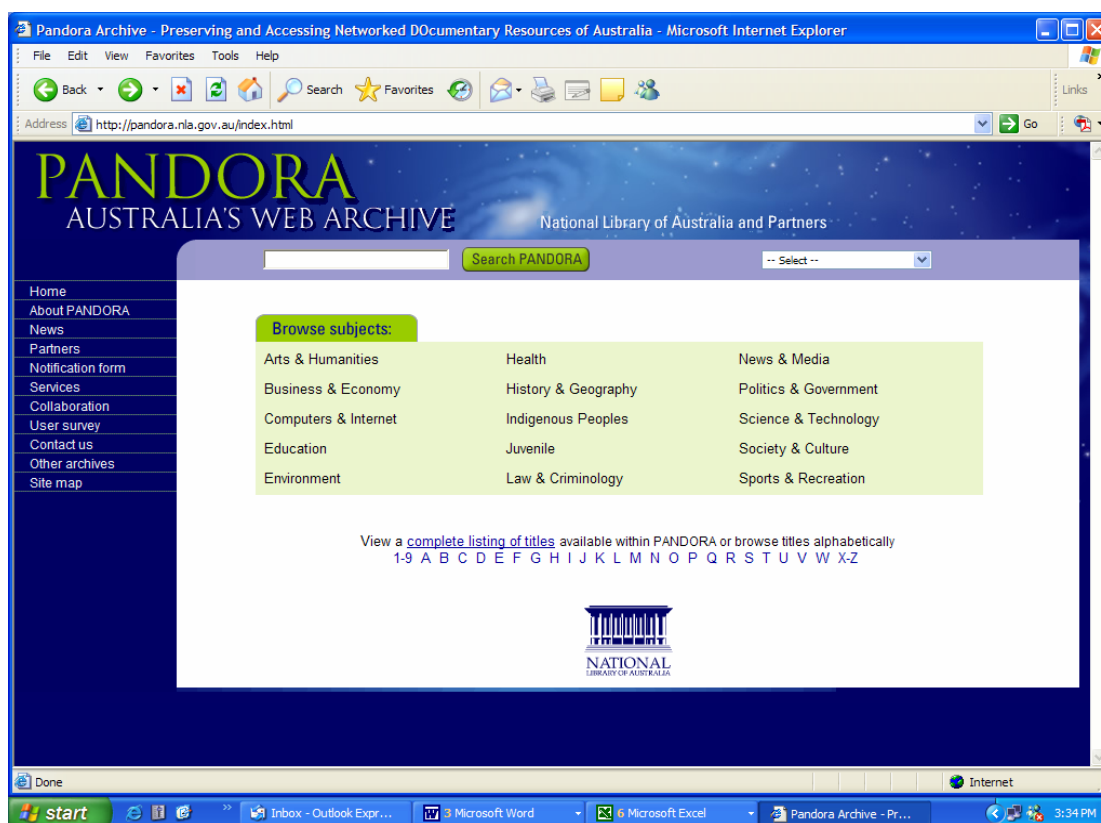 Pandora Archive - Preserving and Accessing Networked DOcumentary Resources of Australia - Microsoft Internet Explorer
File Edit View Favorites Tools Help
Back Search Favorites Links
Address http://pandora.nla.gov.au/index.html Go
PANDORA
AUSTRALIA'S WEB ARCHIVE National Library of Australia and Partners
Search PANDORA -- Select --
Home
About PANDORA
News
Partners
Notification form
Services
Collaboration
User survey
Contact us
Other archives
Site map
Browse subjects:
Arts & Humanities Health News & Media
Business & Economy History & Geography Politics & Government
Computers & Internet Indigenous Peoples Science & Technology
Education Juvenile Society & Culture
Environment Law & Criminology Sports & Recreation
View a complete listing of titles available within PANDORA or browse titles alphabetically
1-9 A B C D E F G H I J K L M N O P Q R S T U V W X-Z
NATIONAL
LIBRARY OF AUSTRALIA
Done Internet
start Inbox - Outlook Expr... 3 Microsoft Word 6 Microsoft Excel Pandora Archive - Pr... 3:34 PM